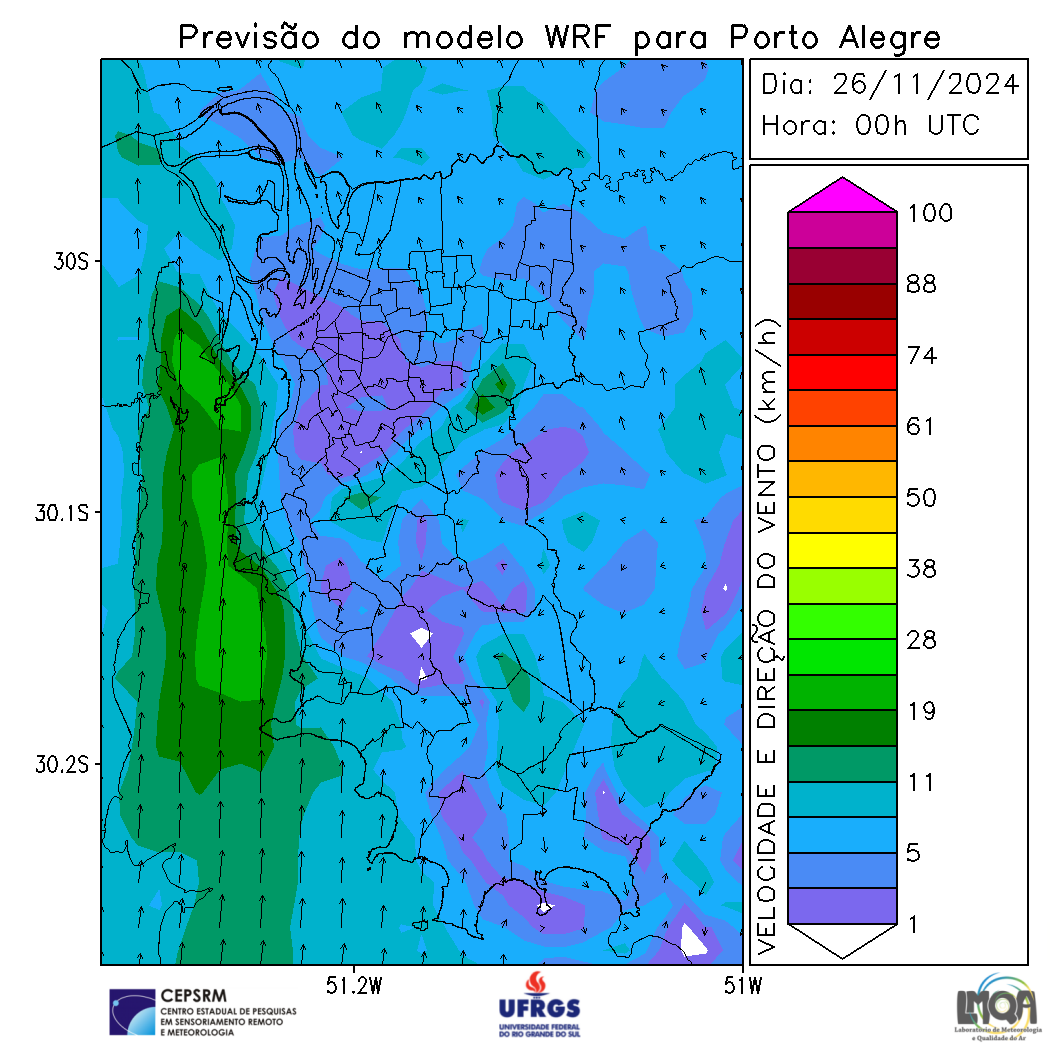 Previsão do modelo WRF para Porto Alegre
Dia: 26/11/2024
Hora: 00h UTC
30S
30.1S
30.2S
51.2W
51W
VELOCIDADE E DIREÇÃO DO VENTO (km/h)
100
88
74
61
50
38
28
19
11
5
1
CEPSRM
CENTRO ESTADUAL DE PESQUISAS
EM SENSORIAMENTO REMOTO
E METEOROLOGIA
UFRGS
UNIVERSIDADE FEDERAL
DO RIO GRANDE DO SUL
LMQA
Laboratório de Meteorologia
e Qualidade do Ar